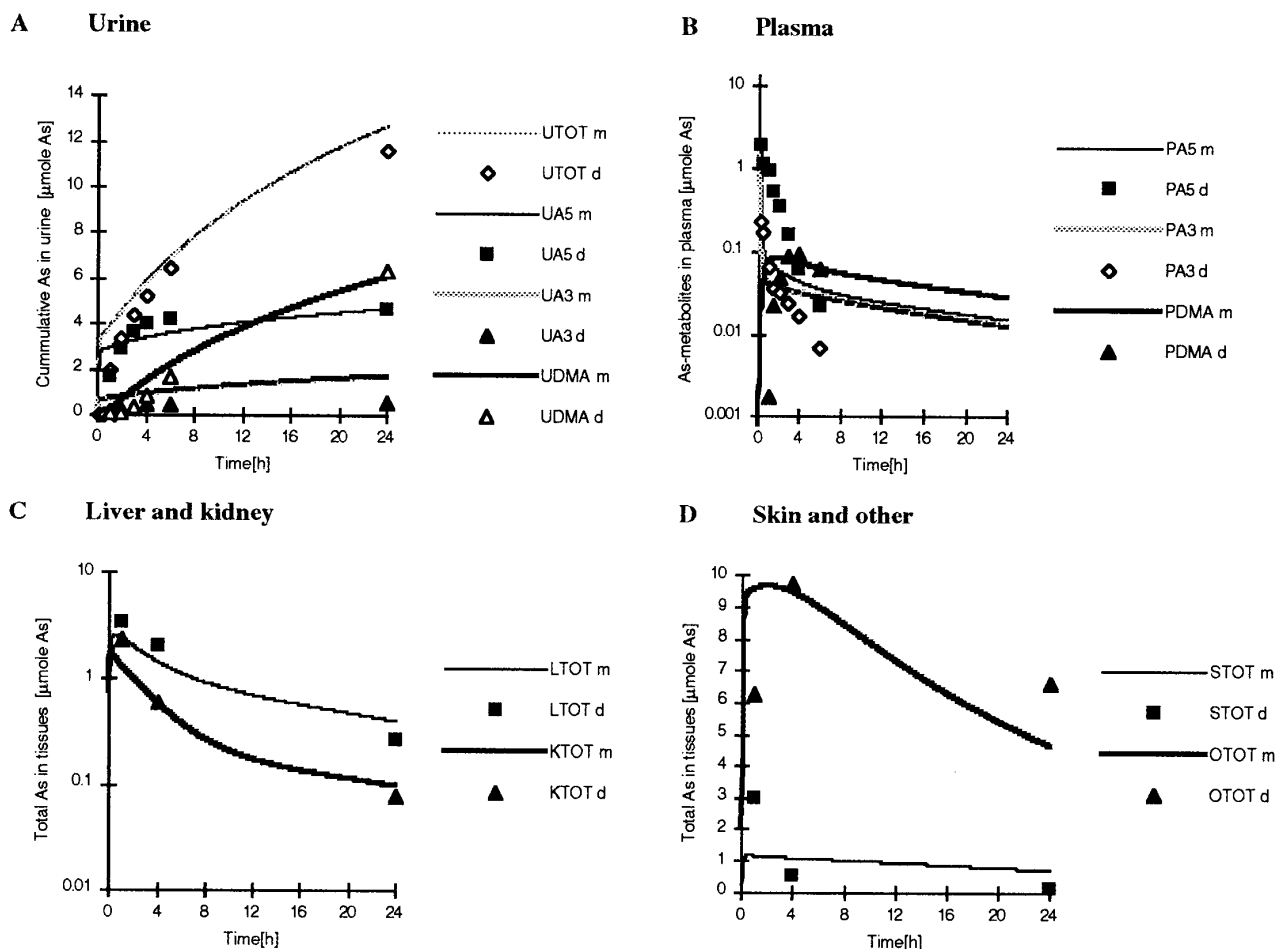 A Urine
Cummulative As in urine [µmole As]
14
12
10
8
6
4
2
0
0 4 8 12 16 20 24
Time[h]
UTOT m
UTOT d
UA5 m
UA5 d
UA3 m
UA3 d
UDMA m
UDMA d
B Plasma
As-metabolites in plasma [µmole As]
10
1
0.1
0.01
0.001
0 4 8 12 16 20 24
Time[h]
PA5 m
PA5 d
PA3 m
PA3 d
PDMA m
PDMA d
C Liver and kidney
Total As in tissues [µmole As]
10
1
0.1
0.01
0 4 8 12 16 20 24
Time[h]
LTOT m
LTOT d
KTOT m
KTOT d
D Skin and other
Total As in tissues [µmole As]
10
9
8
7
6
5
4
3
2
1
0
0 4 8 12 16 20 24
Time[h]
STOT m
STOT d
OTOT m
OTOT d